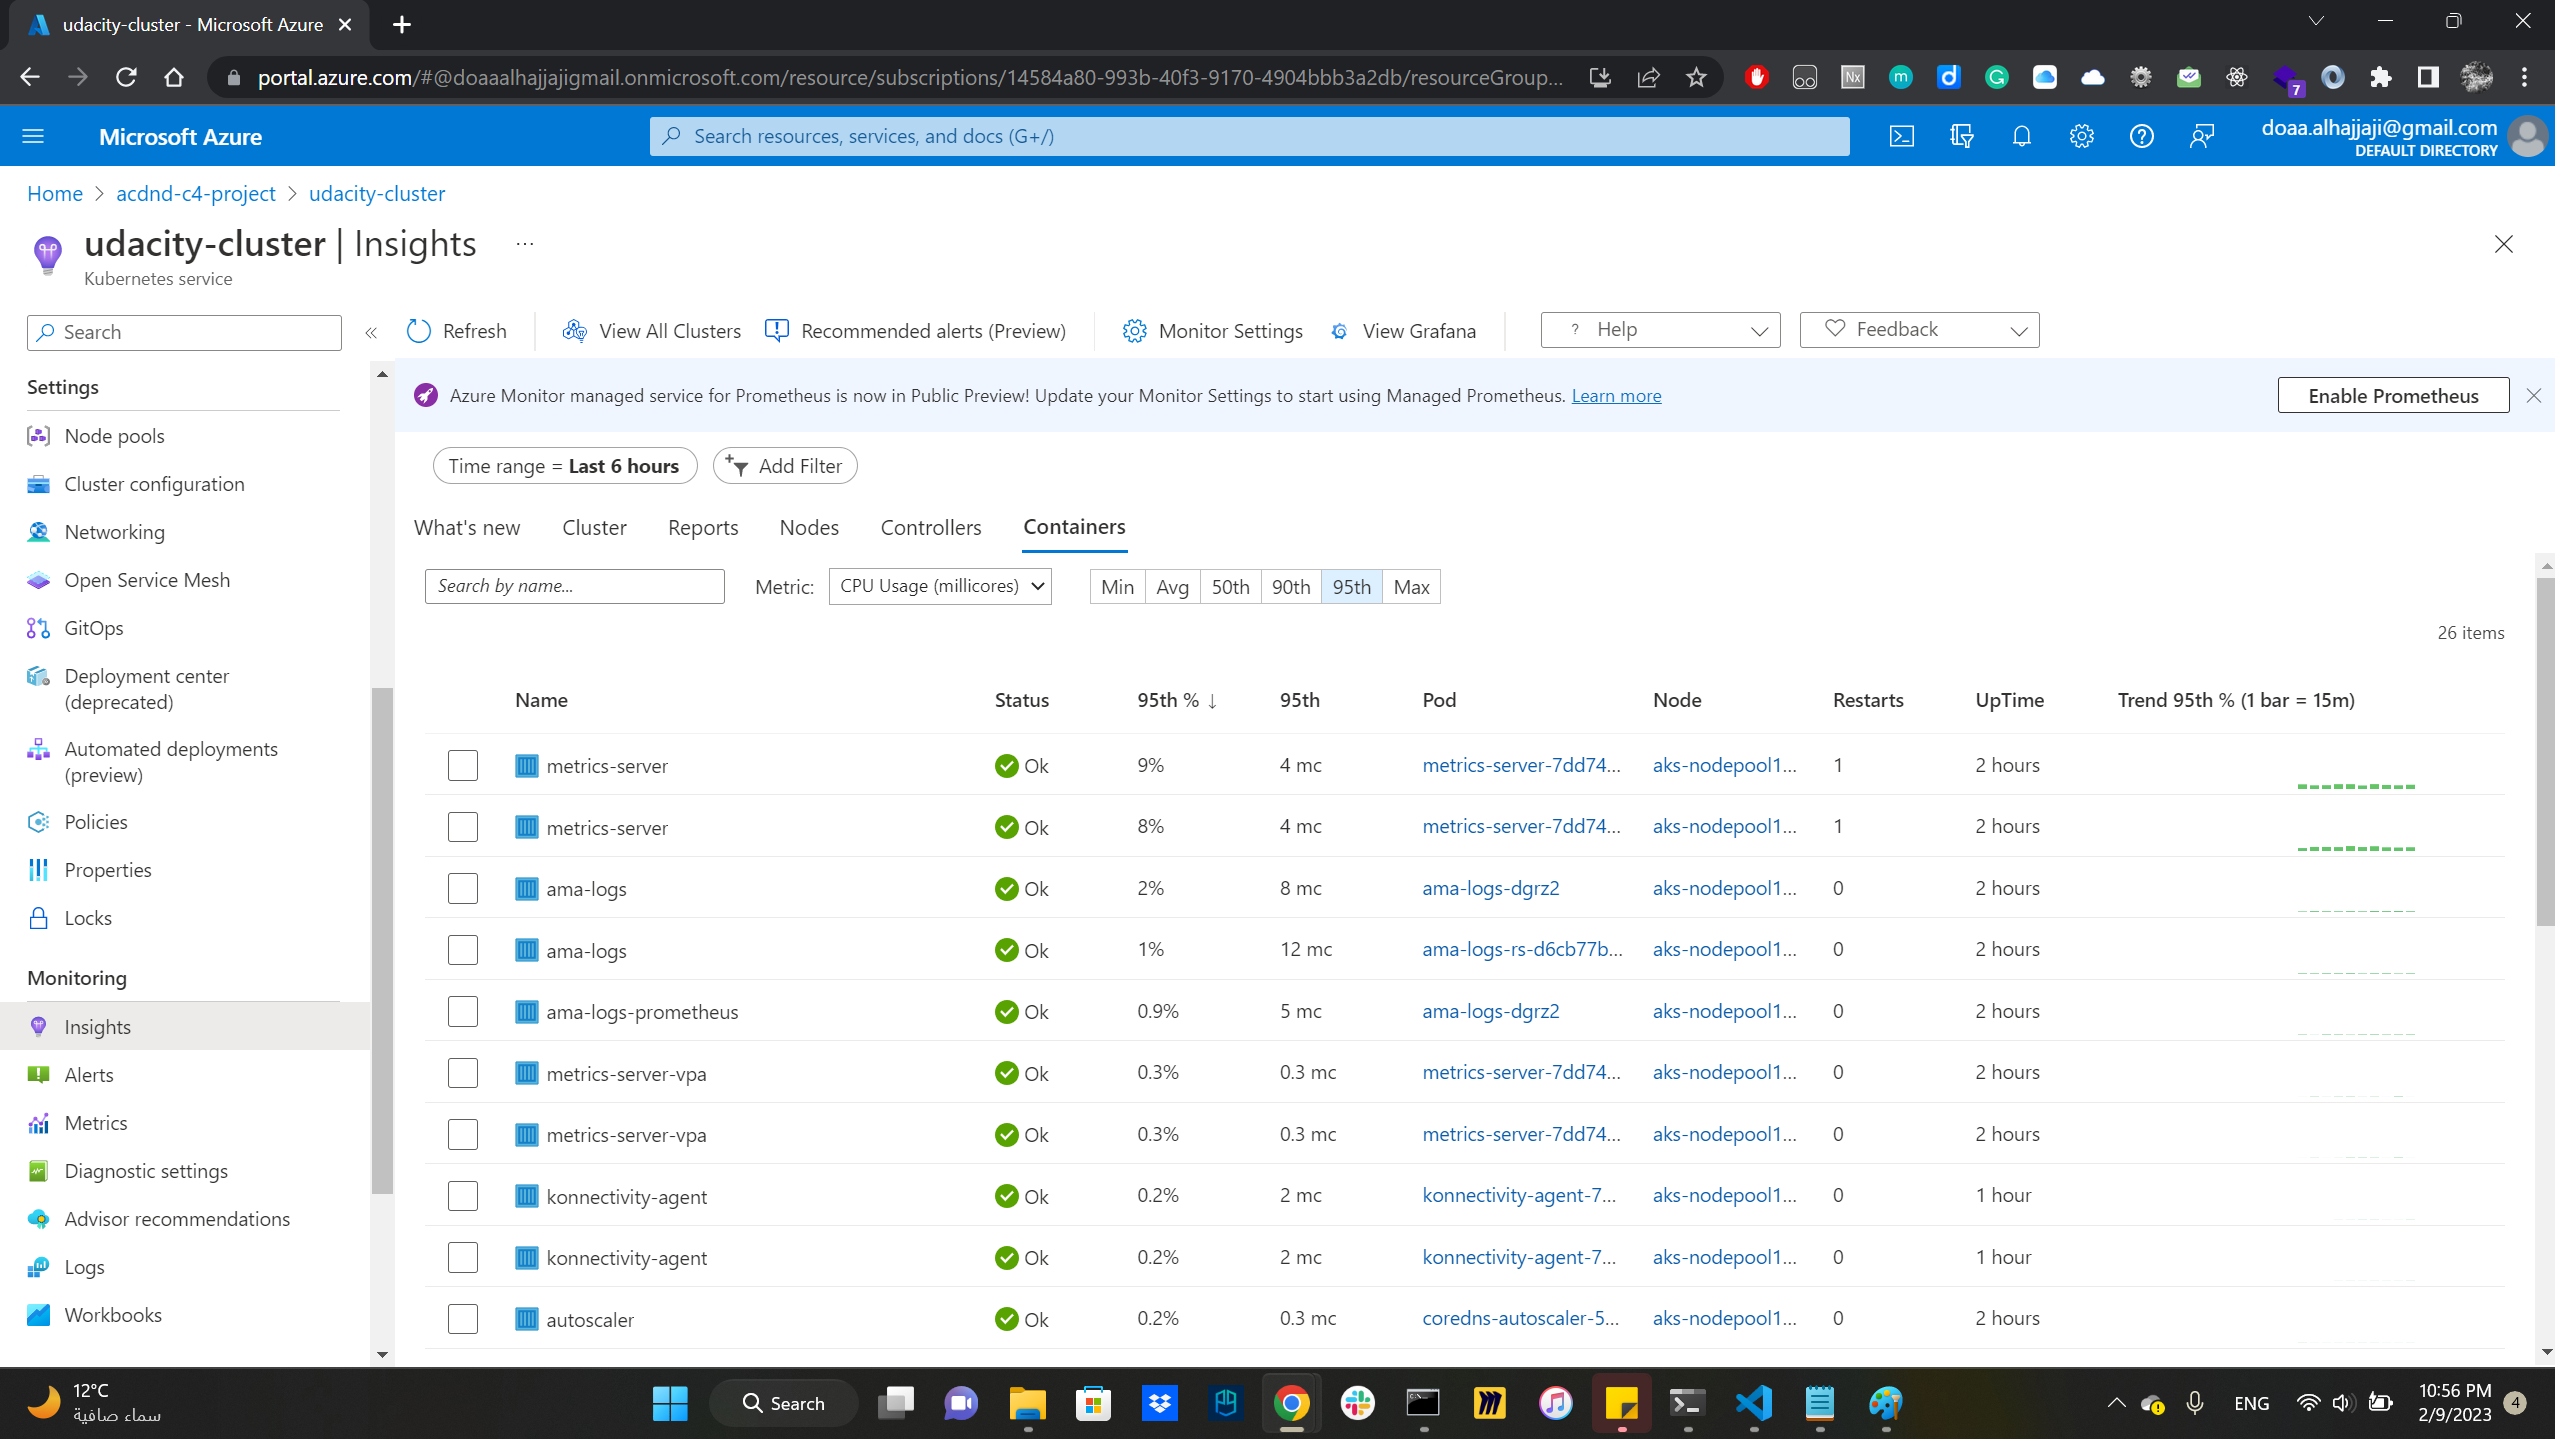 udacity-cluster - Microsoft Azure
portal.azure.com/#@doaaalhajjajigmail.onmicrosoft.com/resource/subscriptions/14584a80-993b-40f3-9170-4904bbb3a2db/resourceGroup...
Nx
m
d
7
Microsoft Azure
Search resources, services, and docs (G+/)
doaa.alhajjaji@gmail.com
DEFAULT DIRECTORY
Home > acdnd-c4-project > udacity-cluster
udacity-cluster | Insights ...
Kubernetes service
Search
«
Refresh
View All Clusters
Recommended alerts (Preview)
Monitor Settings
View Grafana
? Help
Feedback
Azure Monitor managed service for Prometheus is now in Public Preview! Update your Monitor Settings to start using Managed Prometheus. Learn more
Enable Prometheus
Settings
Node pools
Cluster configuration
Networking
Open Service Mesh
GitOps
Deployment center
(deprecated)
Automated deployments
(preview)
Policies
Properties
Locks
Monitoring
Insights
Alerts
Metrics
Diagnostic settings
Advisor recommendations
Logs
Workbooks
Time range = Last 6 hours
Add Filter
What's new Cluster Reports Nodes Controllers Containers
Search by name...
Metric: CPU Usage (millicores)
Min Avg 50th 90th 95th Max
26 items
Name Status 95th % ↓ 95th Pod Node Restarts UpTime Trend 95th % (1 bar = 15m)
metrics-server Ok 9% 4 mc metrics-server-7dd74... aks-nodepool1... 1 2 hours
metrics-server Ok 8% 4 mc metrics-server-7dd74... aks-nodepool1... 1 2 hours
ama-logs Ok 2% 8 mc ama-logs-dgrz2 aks-nodepool1... 0 2 hours
ama-logs Ok 1% 12 mc ama-logs-rs-d6cb77b... aks-nodepool1... 0 2 hours
ama-logs-prometheus Ok 0.9% 5 mc ama-logs-dgrz2 aks-nodepool1... 0 2 hours
metrics-server-vpa Ok 0.3% 0.3 mc metrics-server-7dd74... aks-nodepool1... 0 2 hours
metrics-server-vpa Ok 0.3% 0.3 mc metrics-server-7dd74... aks-nodepool1... 0 2 hours
konnectivity-agent Ok 0.2% 2 mc konnectivity-agent-7... aks-nodepool1... 0 1 hour
konnectivity-agent Ok 0.2% 2 mc konnectivity-agent-7... aks-nodepool1... 0 1 hour
autoscaler Ok 0.2% 0.3 mc coredns-autoscaler-5... aks-nodepool1... 0 2 hours
12°C
سماء صافية
Search
ENG
10:56 PM
2/9/2023
4